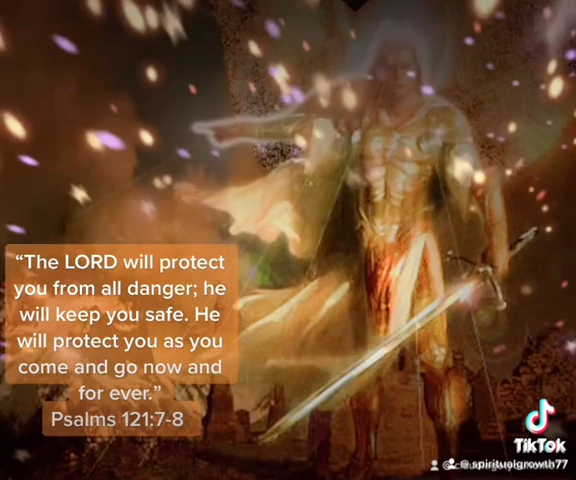 “The LORD will protect
you from all danger; he
will keep you safe. He
will protect you as you
come and go now and
for ever.”
Psalms 121:7-8
TikTok
@ spiritualgrowth77